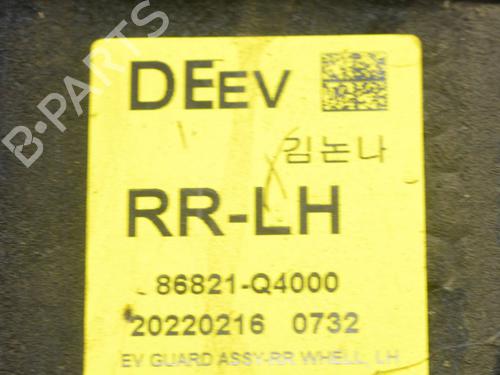 DEEV
김논나
RR-LH
86821-Q4000
20220216 0732
EV GUARD ASSY-RR WHELL, LH
B-PARTS